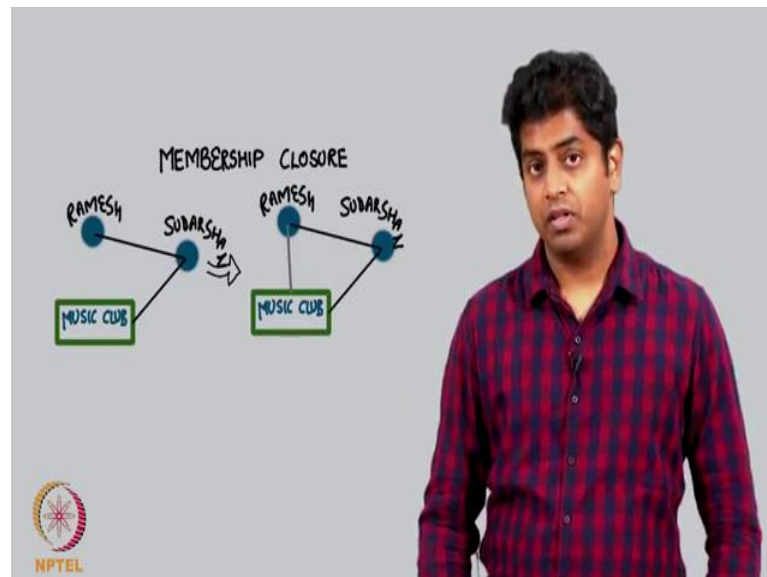 MEMBERSHIP CLOSURE
RAMESH
SUDARSHAN
MUSIC CLUB
RAMESH
SUDARSHAN
MUSIC CLUB
NPTEL